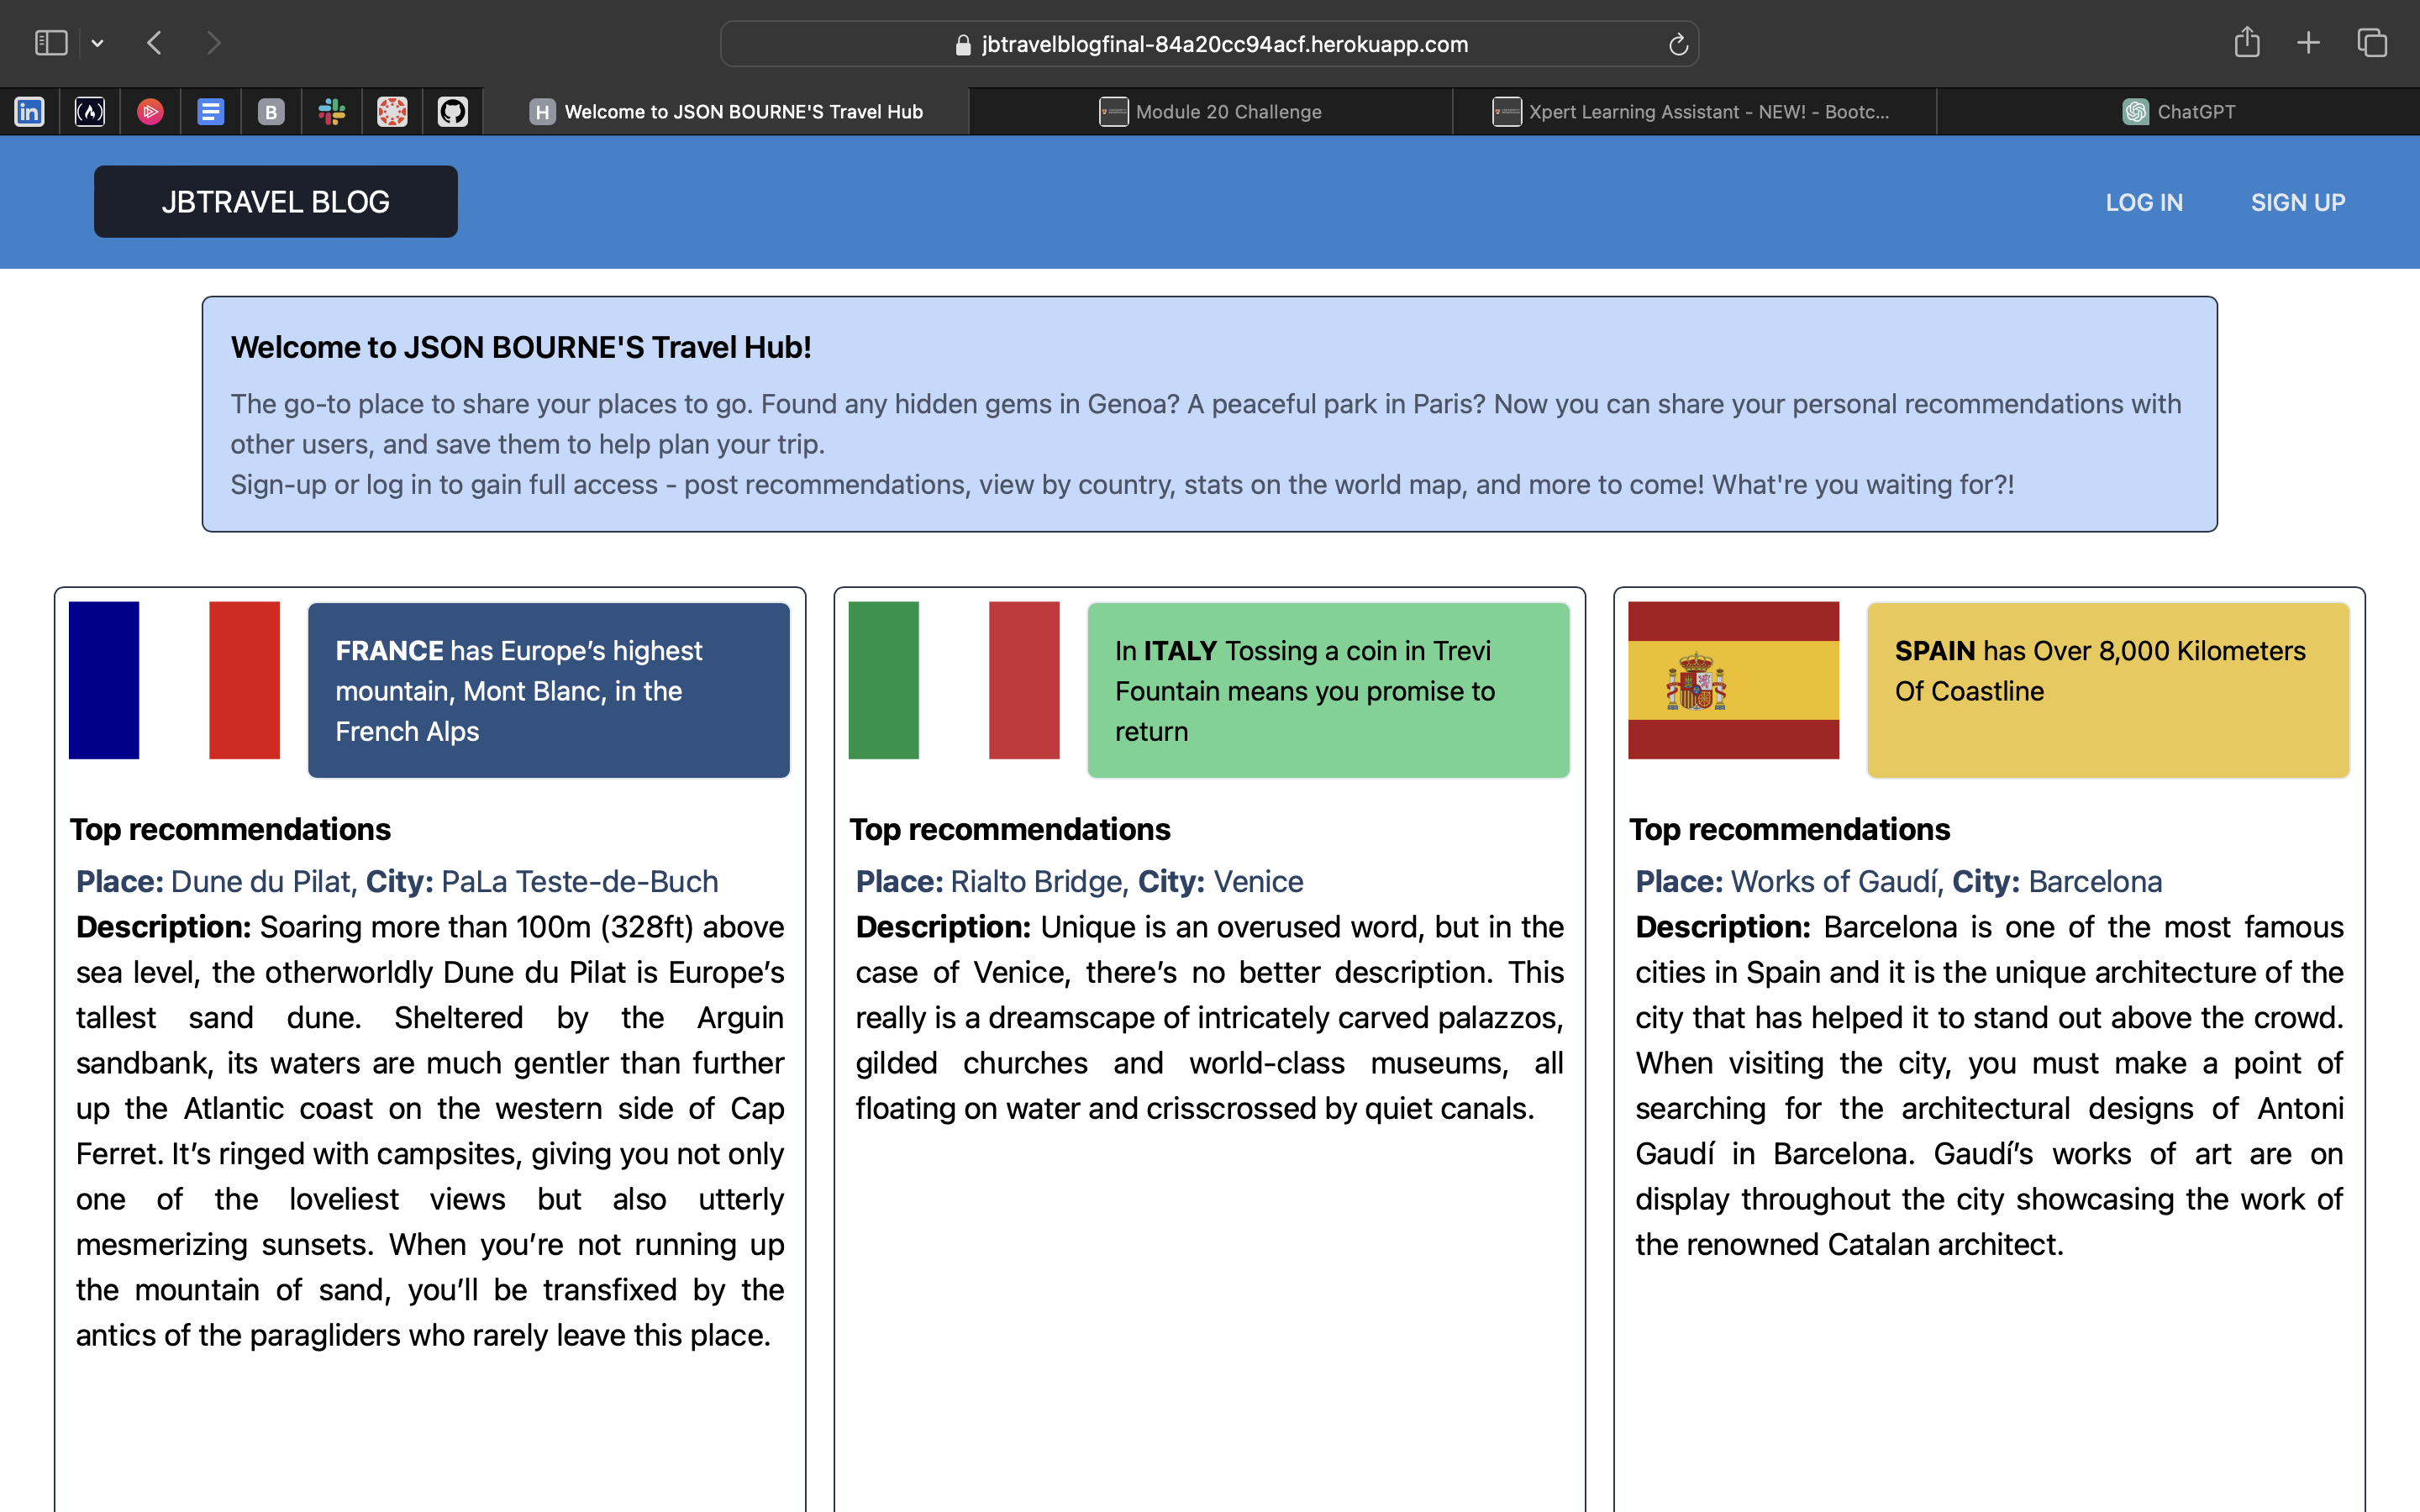 jbtravelblogfinal-84a20cc94acf.herokuapp.com
in
B
H Welcome to JSON BOURNE'S Travel Hub
Module 20 Challenge
Xpert Learning Assistant - NEW! - Bootc...
ChatGPT
JBTRAVEL BLOG
LOG IN
SIGN UP
Welcome to JSON BOURNE'S Travel Hub!
The go-to place to share your places to go. Found any hidden gems in Genoa? A peaceful park in Paris? Now you can share your personal recommendations with
other users, and save them to help plan your trip.
Sign-up or log in to gain full access - post recommendations, view by country, stats on the world map, and more to come! What're you waiting for?!
FRANCE has Europe’s highest
mountain, Mont Blanc, in the
French Alps
Top recommendations
Place: Dune du Pilat, City: PaLa Teste-de-Buch
Description: Soaring more than 100m (328ft) above
sea level, the otherworldly Dune du Pilat is Europe’s
tallest sand dune. Sheltered by the Arguin
sandbank, its waters are much gentler than further
up the Atlantic coast on the western side of Cap
Ferret. It’s ringed with campsites, giving you not only
one of the loveliest views but also utterly
mesmerizing sunsets. When you’re not running up
the mountain of sand, you’ll be transfixed by the
antics of the paragliders who rarely leave this place.
In ITALY Tossing a coin in Trevi
Fountain means you promise to
return
Top recommendations
Place: Rialto Bridge, City: Venice
Description: Unique is an overused word, but in the
case of Venice, there’s no better description. This
really is a dreamscape of intricately carved palazzos,
gilded churches and world-class museums, all
floating on water and crisscrossed by quiet canals.
SPAIN has Over 8,000 Kilometers
Of Coastline
Top recommendations
Place: Works of Gaudí, City: Barcelona
Description: Barcelona is one of the most famous
cities in Spain and it is the unique architecture of the
city that has helped it to stand out above the crowd.
When visiting the city, you must make a point of
searching for the architectural designs of Antoni
Gaudí in Barcelona. Gaudí’s works of art are on
display throughout the city showcasing the work of
the renowned Catalan architect.